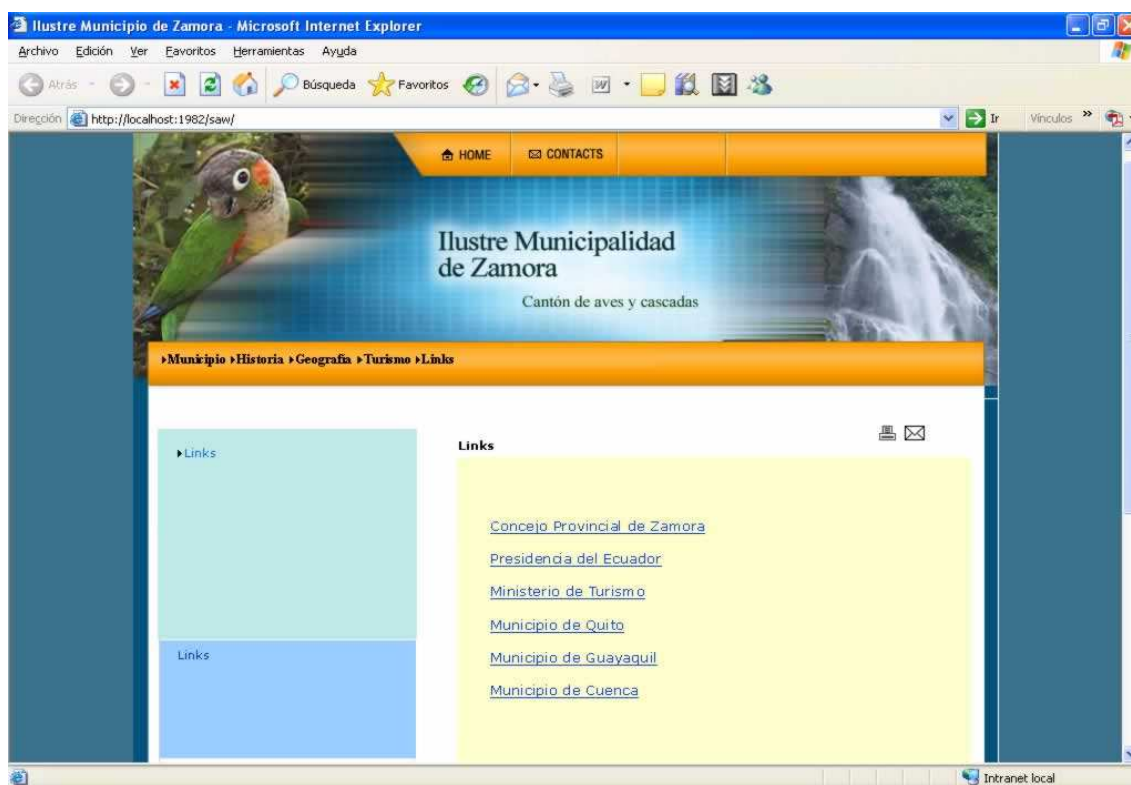 Ilustre Municipio de Zamora - Microsoft Internet Explorer
Archivo Edición Ver Favoritos Herramientas Ayuda
Atrás Búsqueda Favoritos
Dirección http://localhost:1982/saw/ Ir Vínculos »
HOME CONTACTS
Ilustre Municipalidad
de Zamora
Cantón de aves y cascadas
Municipio Historia Geografía Turismo Links
Links
Links
Concejo Provincial de Zamora
Presidencia del Ecuador
Ministerio de Turismo
Municipio de Quito
Links
Municipio de Guayaquil
Municipio de Cuenca
Intranet local